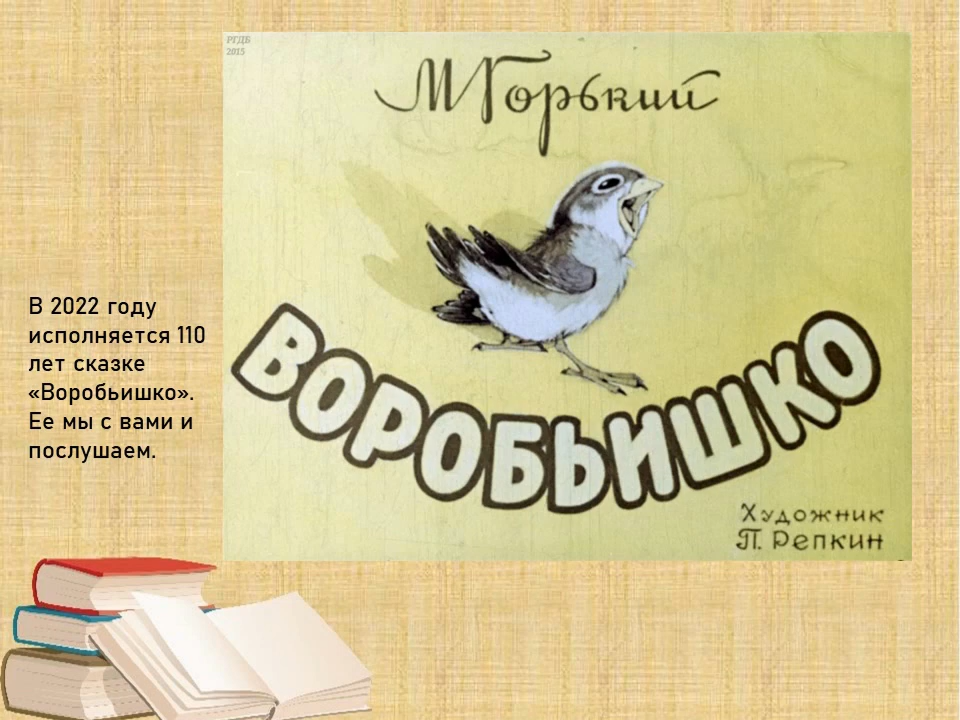 РГДБ
2015
М Горький
В 2022 году
исполняется 110
лет сказке
«Воробьишко».
Ее мы с вами и
послушаем.
ВОРОБЬИШКО
Художник
П. Репкин